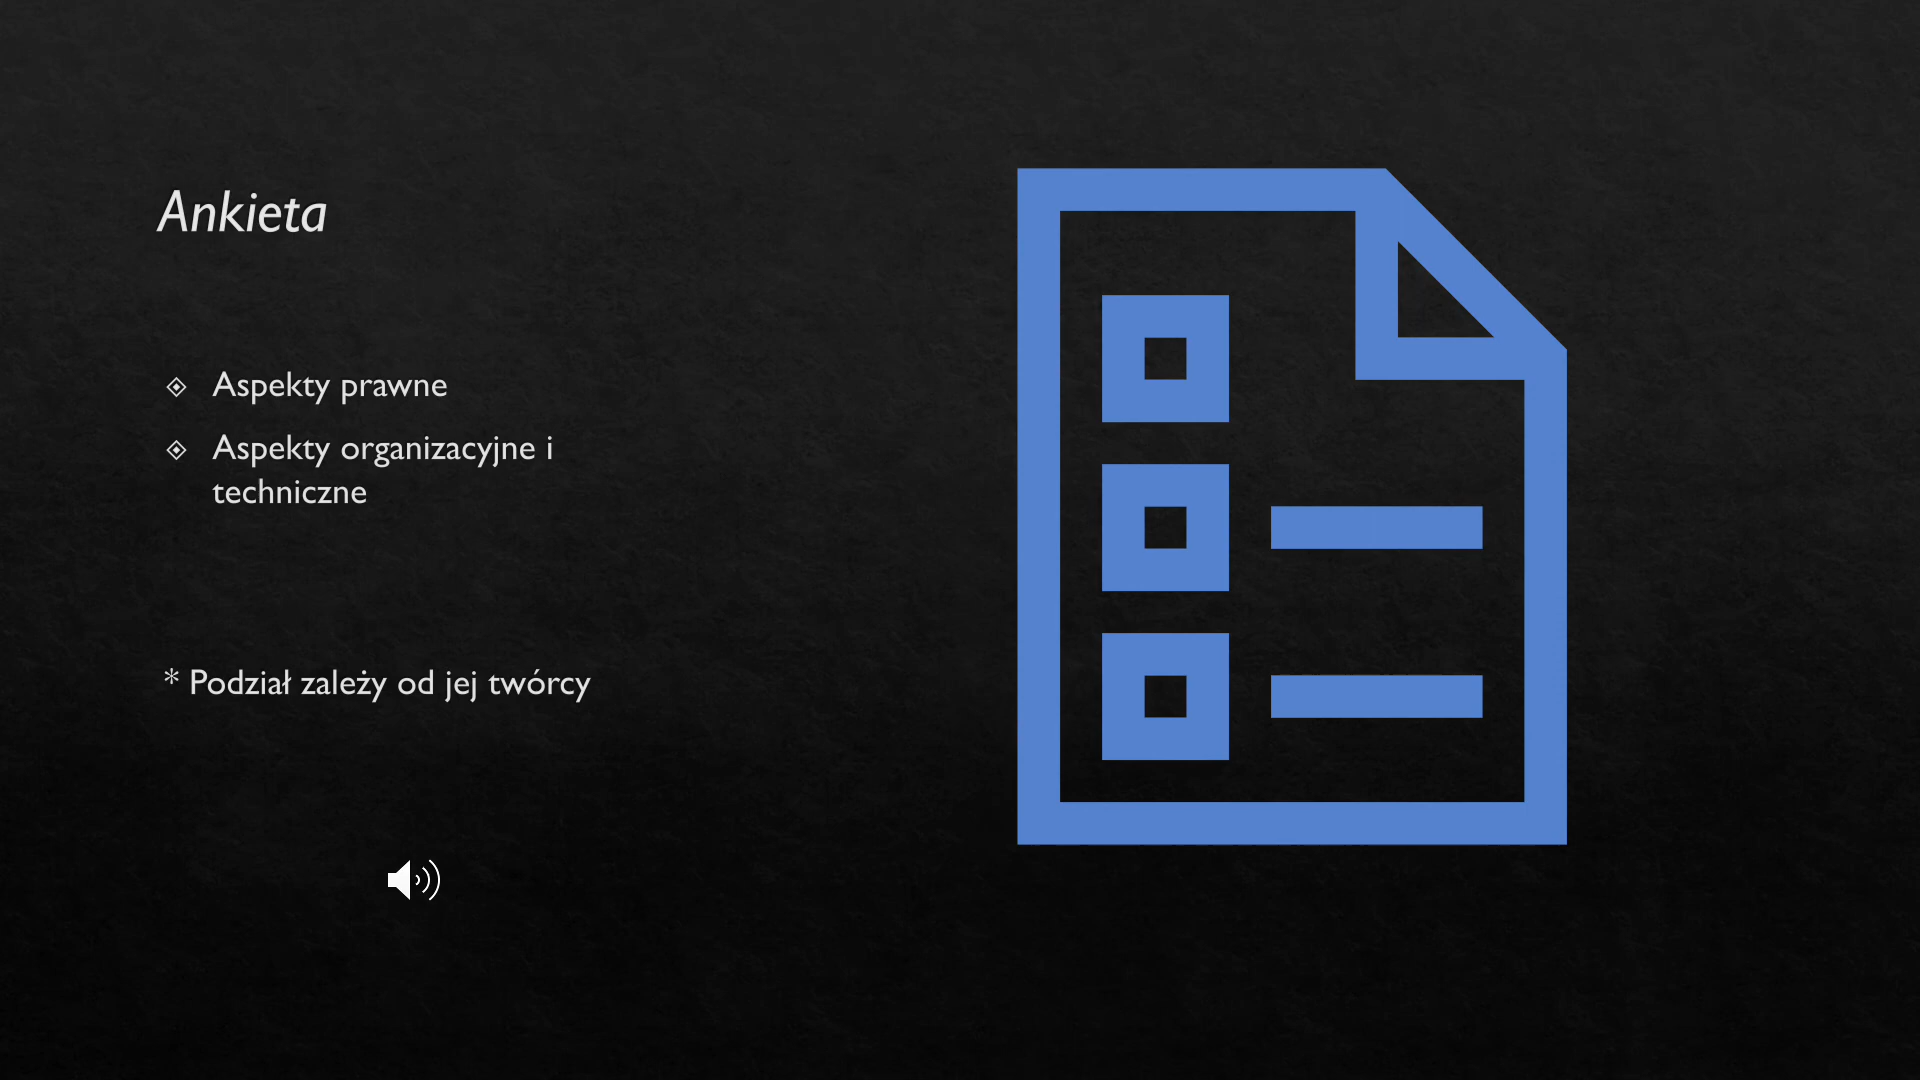 Ankieta
Aspekty prawne
Aspekty organizacyjne i
techniczne
* Podział zależy od jej twórcy